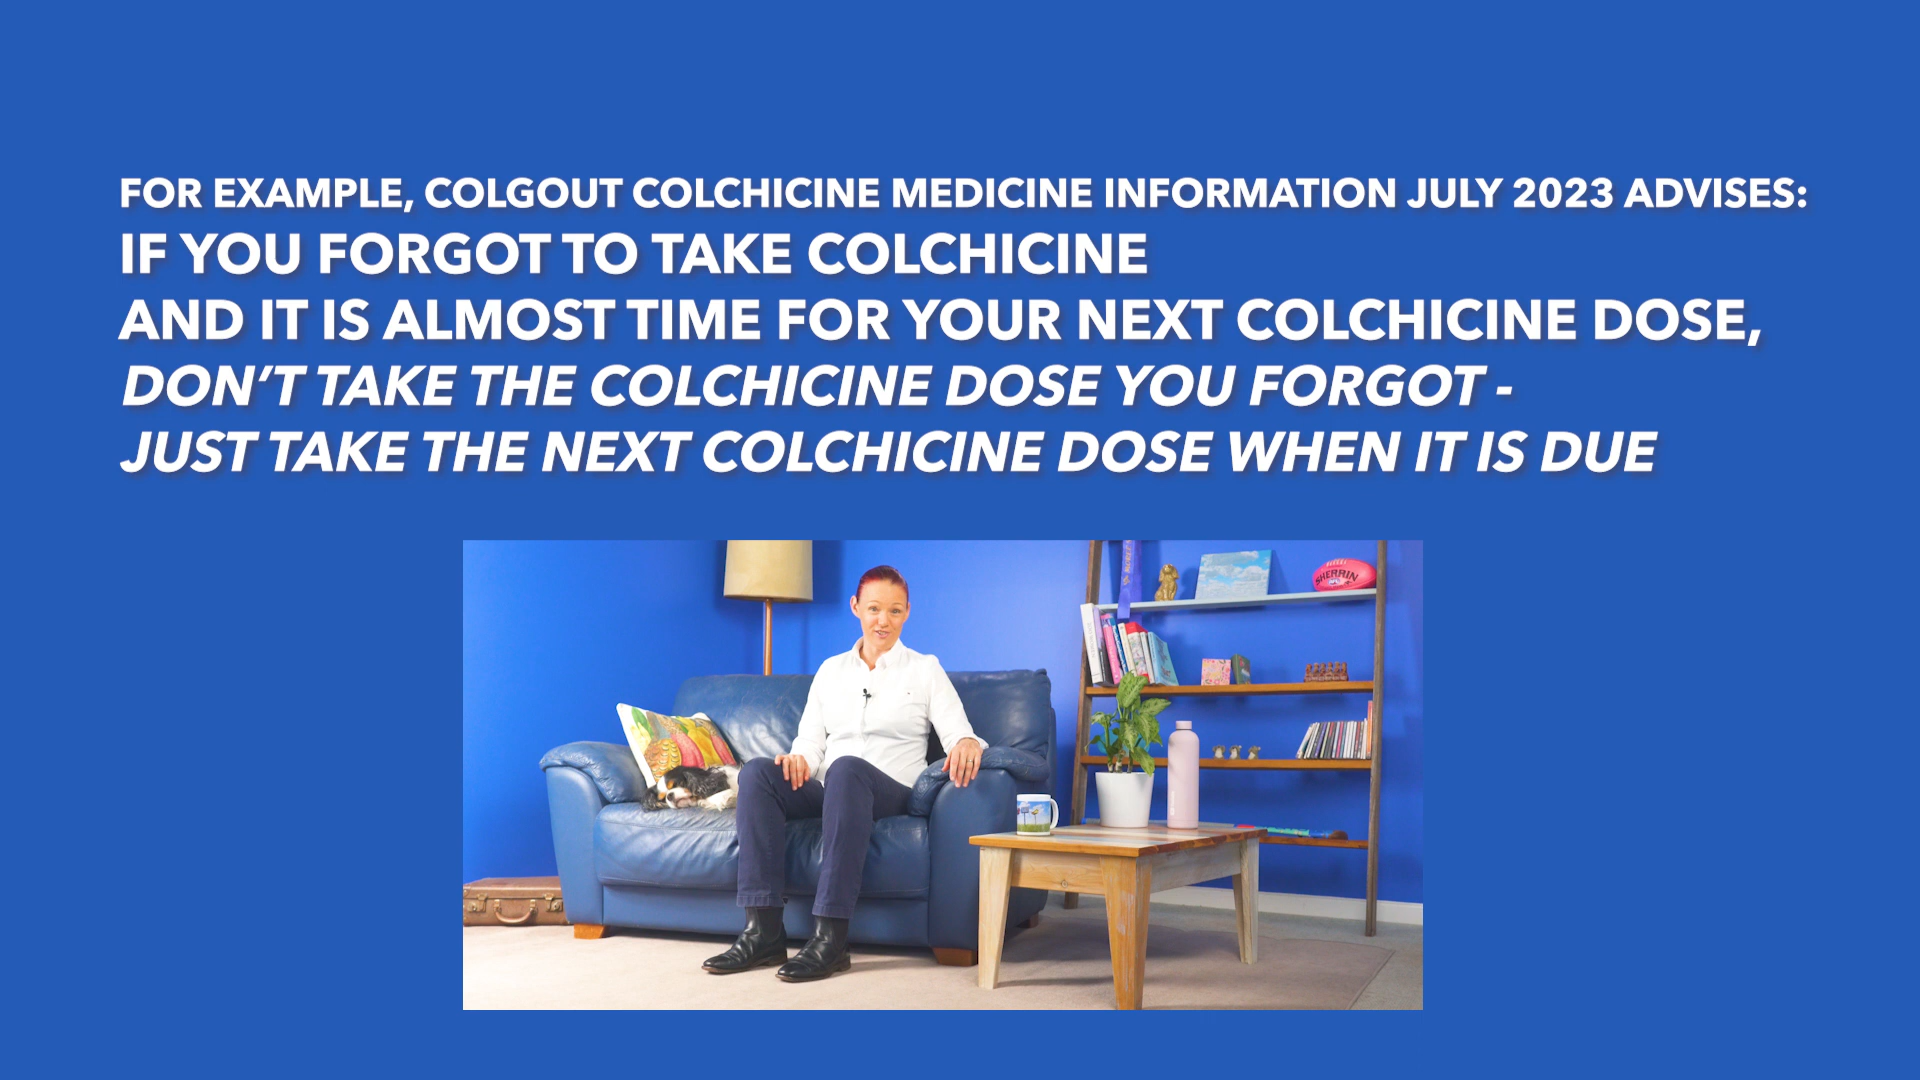 FOR EXAMPLE, COLGOUT COLCHICINE MEDICINE INFORMATION JULY 2023 ADVISES:
IF YOU FORGOT TO TAKE COLCHICINE
AND IT IS ALMOST TIME FOR YOUR NEXT COLCHICINE DOSE,
DON'T TAKE THE COLCHICINE DOSE YOU FORGOT -
JUST TAKE THE NEXT COLCHICINE DOSE WHEN IT IS DUE
SHERRIN